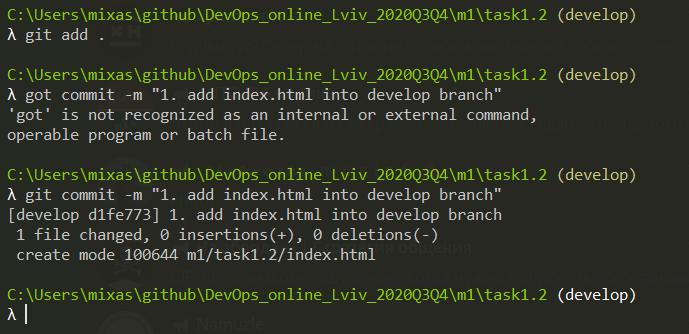 C:\Users\mixas\github\DevOps_online_Lviv_2020Q3Q4\m1\task1.2 (develop)
λ git add .
C:\Users\mixas\github\DevOps_online_Lviv_2020Q3Q4\m1\task1.2 (develop)
λ got commit -m "1. add index.html into develop branch"
'got' is not recognized as an internal or external command,
operable program or batch file.
C:\Users\mixas\github\DevOps_online_Lviv_2020Q3Q4\m1\task1.2 (develop)
λ git commit -m "1. add index.html into develop branch"
[develop d1fe773] 1. add index.html into develop branch
1 file changed, 0 insertions(+), 0 deletions(-)
create mode 100644 m1/task1.2/index.html
C:\Users\mixas\github\DevOps_online_Lviv_2020Q3Q4\m1\task1.2 (develop)
λ
Namuzie